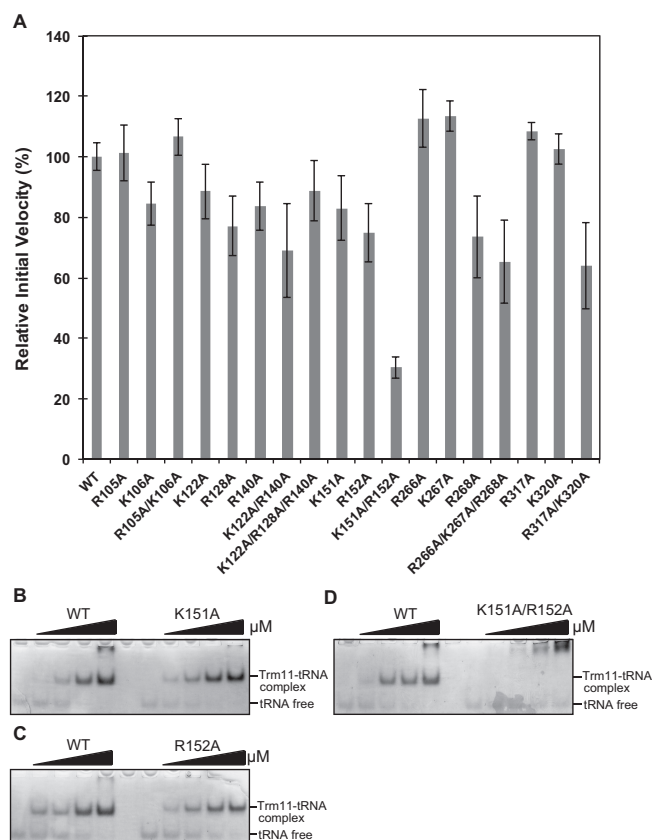 A
Relative Initial Velocity (%)
140
120
100
80
60
40
20
0
WT
R105A
K106A
R105A/K106A
K122A
R128A
R140A
K122A/R140A
K122A/R128A/R140A
K151A
R152A
K151A/R152A
R266A
K267A
R268A
R266A/K267A/R268A
R317A
K320A
R317A/K320A
B
WT
K151A
µM
Trm11-tRNA
complex
tRNA free
D
WT
K151A/R152A
µM
Trm11-tRNA
complex
tRNA free
C
WT
R152A
µM
Trm11-tRNA
complex
tRNA free